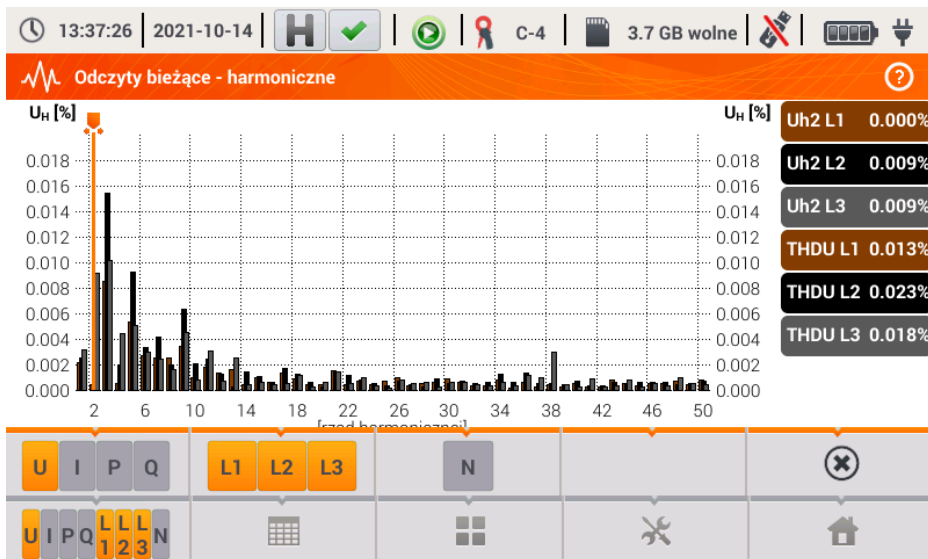 13:37:26 2021-10-14 H C-4 3.7 GB wolne
Odczyty bieżące - harmoniczne ?
U_H [%] U_H [%]
Uh2 L1 0.000%
Uh2 L2 0.009%
Uh2 L3 0.009%
THDU L1 0.013%
THDU L2 0.023%
THDU L3 0.018%
0.018 0.018
0.016 0.016
0.014 0.014
0.012 0.012
0.010 0.010
0.008 0.008
0.006 0.006
0.004 0.004
0.002 0.002
0.000 0.000
2 6 10 14 18 22 26 30 34 38 42 46 50
[rząd harmonicznej]
U I P Q L1 L2 L3 N
U I P Q L1 L2 L3 N